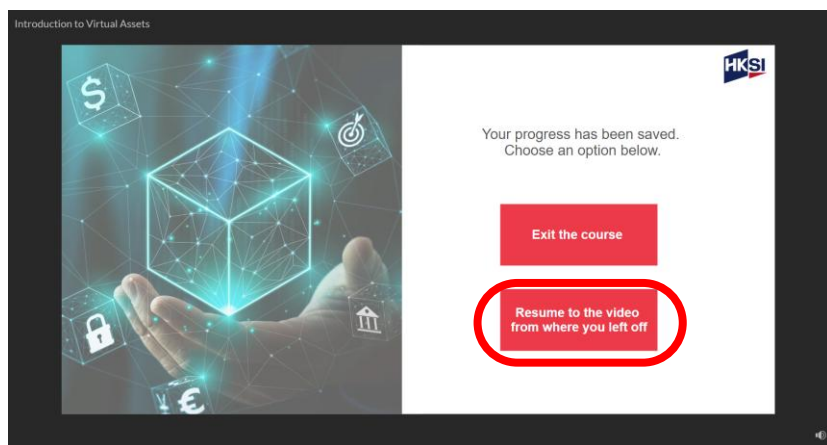 Introduction to Virtual Assets
HKSI
Your progress has been saved.
Choose an option below.
Exit the course
Resume to the video
from where you left off
$
€
¥